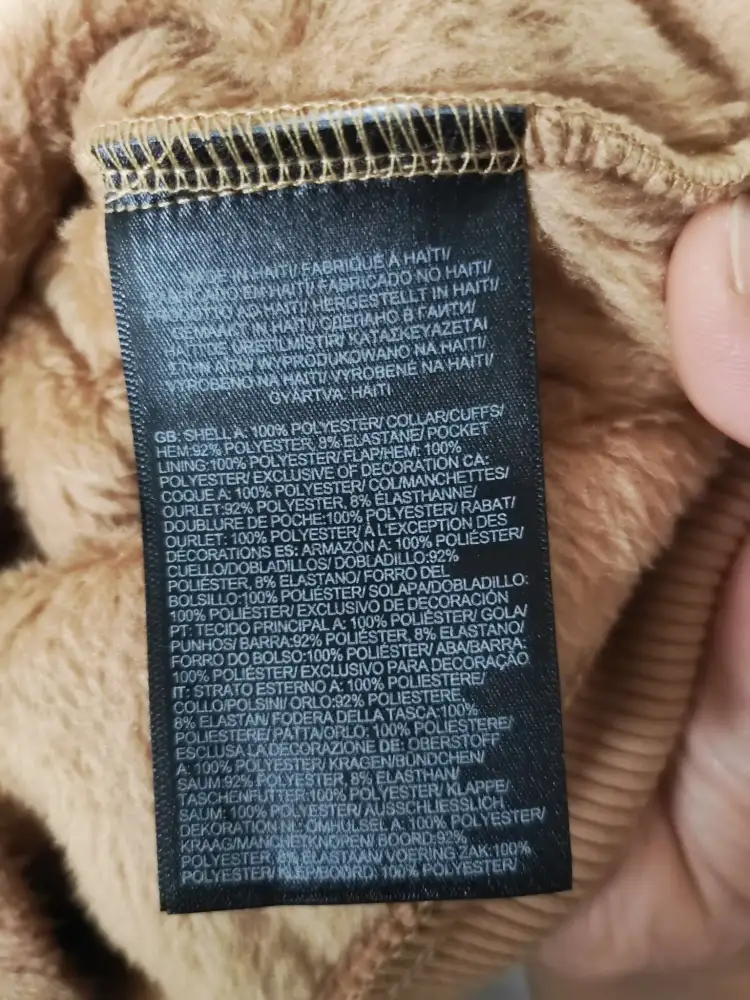 MADE IN HAITI/ FABRIQUÉ À HAÏTI/
FABRICADO EN HAITI/ FABRICADO NO HAITI/
PRODOTTO AD HAITI/ HERGESTELLT IN HAITI/
GEMAAKT IN HAITI/ СДЕЛАНО В ГАИТИ/
HAITI'DE ÜRETILMISTIR/ ΚΑΤΑΣΚΕΥΑΖΕΤΑΙ
ΣΤΗΝ ΑΙΤΗ/ WYPRODUKOWANO NA HAITI/
VYROBENO NA HAITI/ VYROBENÉ NA HAITI/
GYÁRTVA: HAITI
GB: SHELL A: 100% POLYESTER/ COLLAR/CUFFS/
HEM:92% POLYESTER, 8% ELASTANE/ POCKET
LINING:100% POLYESTER/ FLAP/HEM: 100%
POLYESTER/ EXCLUSIVE OF DECORATION CA:
COQUE A: 100% POLYESTER/ COL/MANCHETTES/
OURLET:92% POLYESTER, 8% ÉLASTHANNE/
DOUBLURE DE POCHE:100% POLYESTER/ RABAT/
OURLET: 100% POLYESTER/ À L'EXCEPTION DES
DÉCORATIONS ES: ARMAZÓN A: 100% POLIÉSTER/
CUELLO/DOBLADILLOS/ DOBLADILLO:92%
POLIÉSTER, 8% ELASTANO/ FORRO DEL
BOLSILLO:100% POLIÉSTER/ SOLAPA/DOBLADILLO:
100% POLIÉSTER/ EXCLUSIVO DE DECORACIÓN
PT: TECIDO PRINCIPAL A: 100% POLIÉSTER/ GOLA/
PUNHOS/ BARRA:92% POLIÉSTER, 8% ELASTANO/
FORRO DO BOLSO:100% POLIÉSTER/ ABA/BARRA:
100% POLIÉSTER/ EXCLUSIVO PARA DECORAÇÃO
IT: STRATO ESTERNO A: 100% POLIESTERE/
COLLO/POLSINI/ ORLO:92% POLIESTERE,
8% ELASTAN/ FODERA DELLA TASCA:100%
POLIESTERE/ PATTA/ORLO: 100% POLIESTERE/
ESCLUSA LA DECORAZIONE DE: OBERSTOFF
A: 100% POLYESTER/ KRAGEN/BÜNDCHEN/
SAUM:92% POLYESTER, 8% ELASTHAN/
TASCHENFUTTER:100% POLYESTER/ KLAPPE/
SAUM: 100% POLYESTER/ AUSSCHLIESSLICH
DEKORATION NL: OMHULSEL A: 100% POLYESTER/
KRAAG/MANCHETKNOPEN/ BOORD:92%
POLYESTER, 8% ELASTAAN/ VOERING ZAK:100%
POLYESTER/ KLEP/BOORD: 100% POLYESTER/